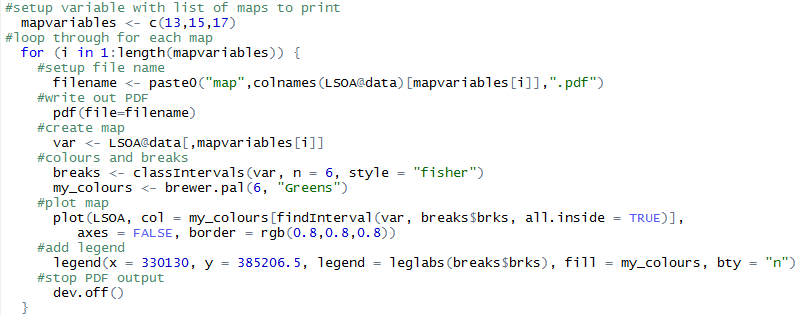 #setup variable with list of maps to print
mapvariables <- c(13,15,17)
#loop through for each map
for (i in 1:length(mapvariables)) {
#setup file name
filename <- paste0("map",colnames(LSOA@data)[mapvariables[i]],".pdf")
#write out PDF
pdf(file=filename)
#create map
var <- LSOA@data[,mapvariables[i]]
#colours and breaks
breaks <- classIntervals(var, n = 6, style = "fisher")
my_colours <- brewer.pal(6, "Greens")
#plot map
plot(LSOA, col = my_colours[findInterval(var, breaks$brks, all.inside = TRUE)],
axes = FALSE, border = rgb(0.8,0.8,0.8))
#add legend
legend(x = 330130, y = 385206.5, legend = leglabs(breaks$brks), fill = my_colours, bty = "n")
#stop PDF output
dev.off()
}